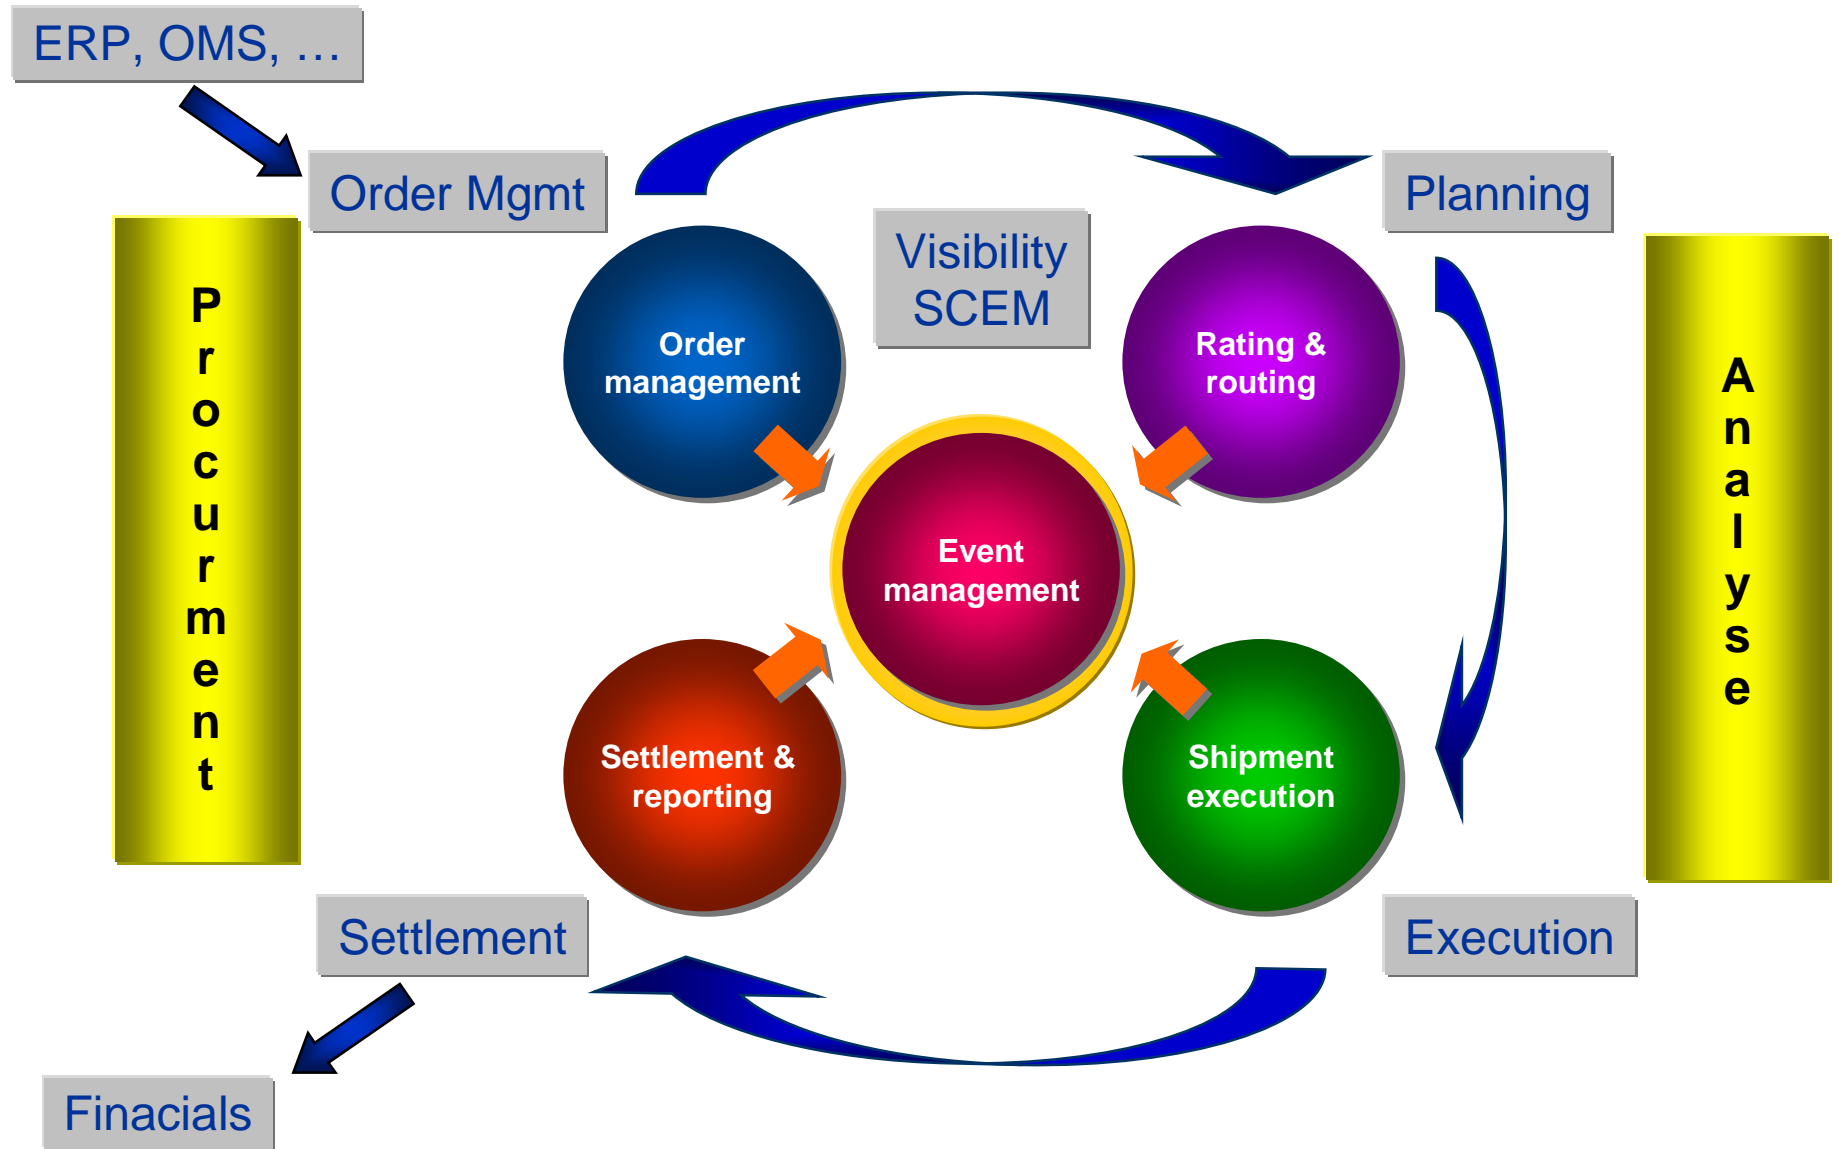 ERP, OMS, …
Order Mgmt
Planning
Visibility
SCEM
Procurment
Order
management
Rating &
routing
Analyse
Event
management
Settlement &
reporting
Shipment
execution
Settlement
Execution
Finacials